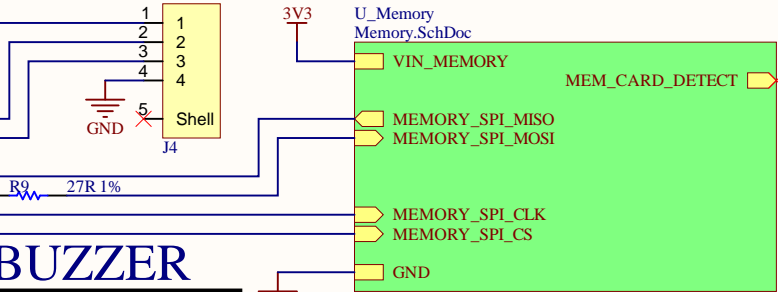 1 1
2 2
3 3
4 4
5 Shell
GND
J4
3V3
U_Memory
Memory.SchDoc
VIN_MEMORY
MEM_CARD_DETECT
MEMORY_SPI_MISO
MEMORY_SPI_MOSI
R9 27R 1%
MEMORY_SPI_CLK
MEMORY_SPI_CS
BUZZER
GND